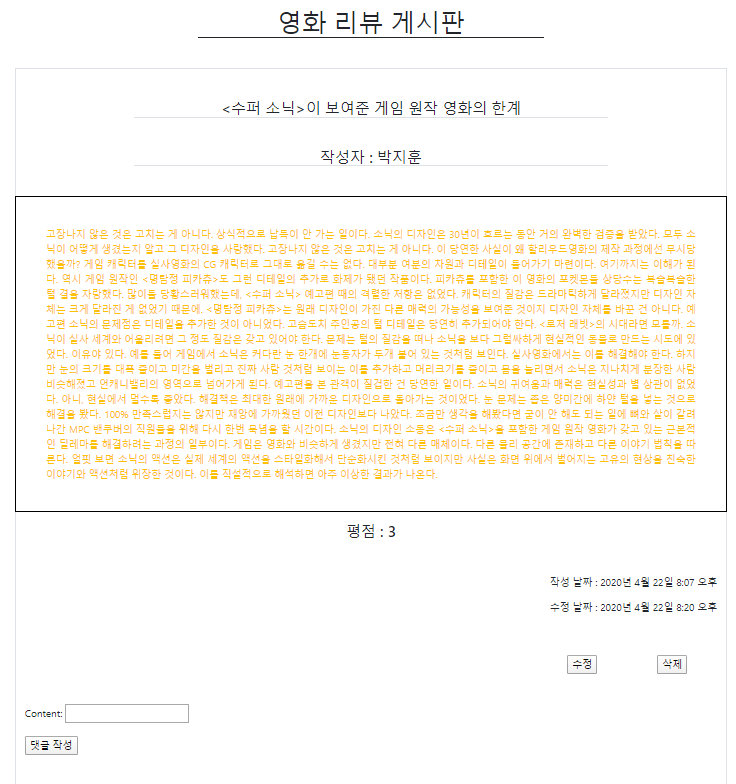 영화 리뷰 게시판
<수퍼 소닉>이 보여준 게임 원작 영화의 한계
작성자 : 박지훈
고장나지 않은 것은 고치는 게 아니다. 상식적으로 납득이 안 가는 일이다. 소닉의 디자인은 30년이 흐르는 동안 거의 완벽한 검증을 받았다. 모두 소
닉이 어떻게 생겼는지 알고 그 디자인을 사랑했다. 고장나지 않은 것은 고치는 게 아니다. 이 당연한 사실이 왜 할리우드영화의 제작 과정에선 무시당
했을까? 게임 캐릭터를 실사영화의 CG 캐릭터로 그대로 옮길 수는 없다. 대부분 여분의 자원과 디테일이 들어가기 마련이다. 여기까지는 이해가 된
다. 역시 게임 원작인 <명탐정 피카츄>도 그런 디테일의 추가로 화제가 됐던 작품이다. 피카츄를 포함한 이 영화의 포켓몬들 상당수는 복슬복슬한
털 결을 자랑했다. 많이들 당황스러워했는데, <수퍼 소닉> 예고편 때의 격렬한 저항은 없었다. 캐릭터의 질감은 드라마틱하게 달라졌지만 디자인 자
체는 크게 달라진 게 없었기 때문에. <명탐정 피카츄>는 원래 디자인이 가진 다른 매력의 가능성을 보여준 것이지 디자인 자체를 바꾼 건 아니다. 예
고편 소닉의 문제점은 디테일을 추가한 것이 아니었다. 고슴도치 주인공의 털 디테일은 당연히 추가되어야 한다. <로저 래빗>의 시대라면 모를까. 소
닉이 실사 세계와 어울리려면 그 정도 질감은 갖고 있어야 한다. 문제는 털의 질감을 떠나 소닉을 보다 그럴싸하게 현실적인 동물로 만드는 시도에 있
었다. 이유야 있다. 예를 들어 게임에서 소닉은 커다란 눈 한개에 눈동자가 두개 붙어 있는 것처럼 보인다. 실사영화에서는 이를 해결해야 한다. 하지
만 눈의 크기를 대폭 줄이고 미간을 벌리고 진짜 사람 것처럼 보이는 이를 추가하고 머리크기를 줄이고 몸을 늘리면서 소닉은 지나치게 분장한 사람
비슷해졌고 언캐니밸리의 영역으로 넘어가게 된다. 예고편을 본 관객이 질겁한 건 당연한 일이다. 소닉의 귀여움과 매력은 현실성과 별 상관이 없었
다. 아니, 현실에서 멀수록 좋았다. 해결책은 최대한 원래에 가까운 디자인으로 돌아가는 것이었다. 눈 문제는 좁은 양미간에 하얀 털을 넣는 것으로
해결을 봤다. 100% 만족스럽지는 않지만 재앙에 가까웠던 이전 디자인보다 나았다. 조금만 생각을 해봤다면 굳이 안 해도 되는 일에 뼈와 살이 갈려
나간 MPC 밴쿠버의 직원들을 위해 다시 한번 묵념을 할 시간이다. 소닉의 디자인 소동은 <수퍼 소닉>을 포함한 게임 원작 영화가 갖고 있는 근본적
인 딜레마를 해결하려는 과정의 일부이다. 게임은 영화와 비슷하게 생겼지만 전혀 다른 매체이다. 다른 물리 공간에 존재하고 다른 이야기 법칙을 따
른다. 얼핏 보면 소닉의 액션은 실제 세계의 액션을 스타일화해서 단순화시킨 것처럼 보이지만 사실은 화면 위에서 벌어지는 고유의 현상을 친숙한
이야기와 액션처럼 위장한 것이다. 이를 직설적으로 해석하면 아주 이상한 결과가 나온다.
평점 : 3
작성 날짜 : 2020년 4월 22일 8:07 오후
수정 날짜 : 2020년 4월 22일 8:20 오후
수정 삭제
Content:
댓글 작성